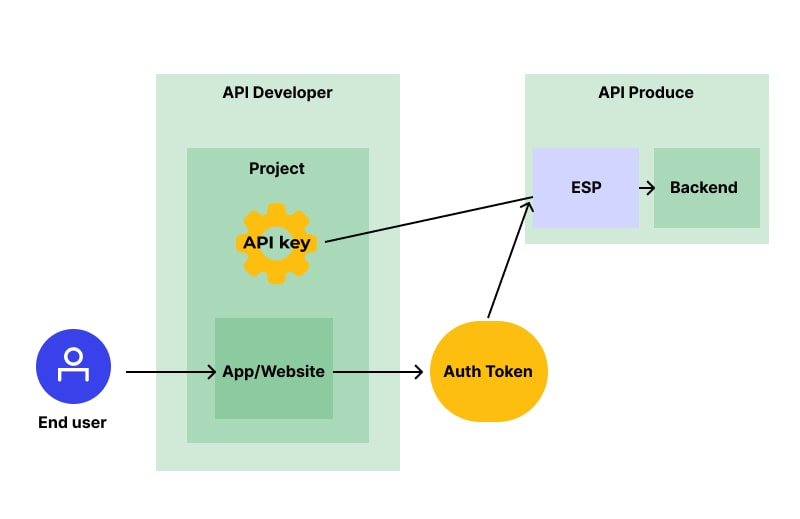 API Developer
API Produce
Project
ESP
Backend
API key
App/Website
Auth Token
End user